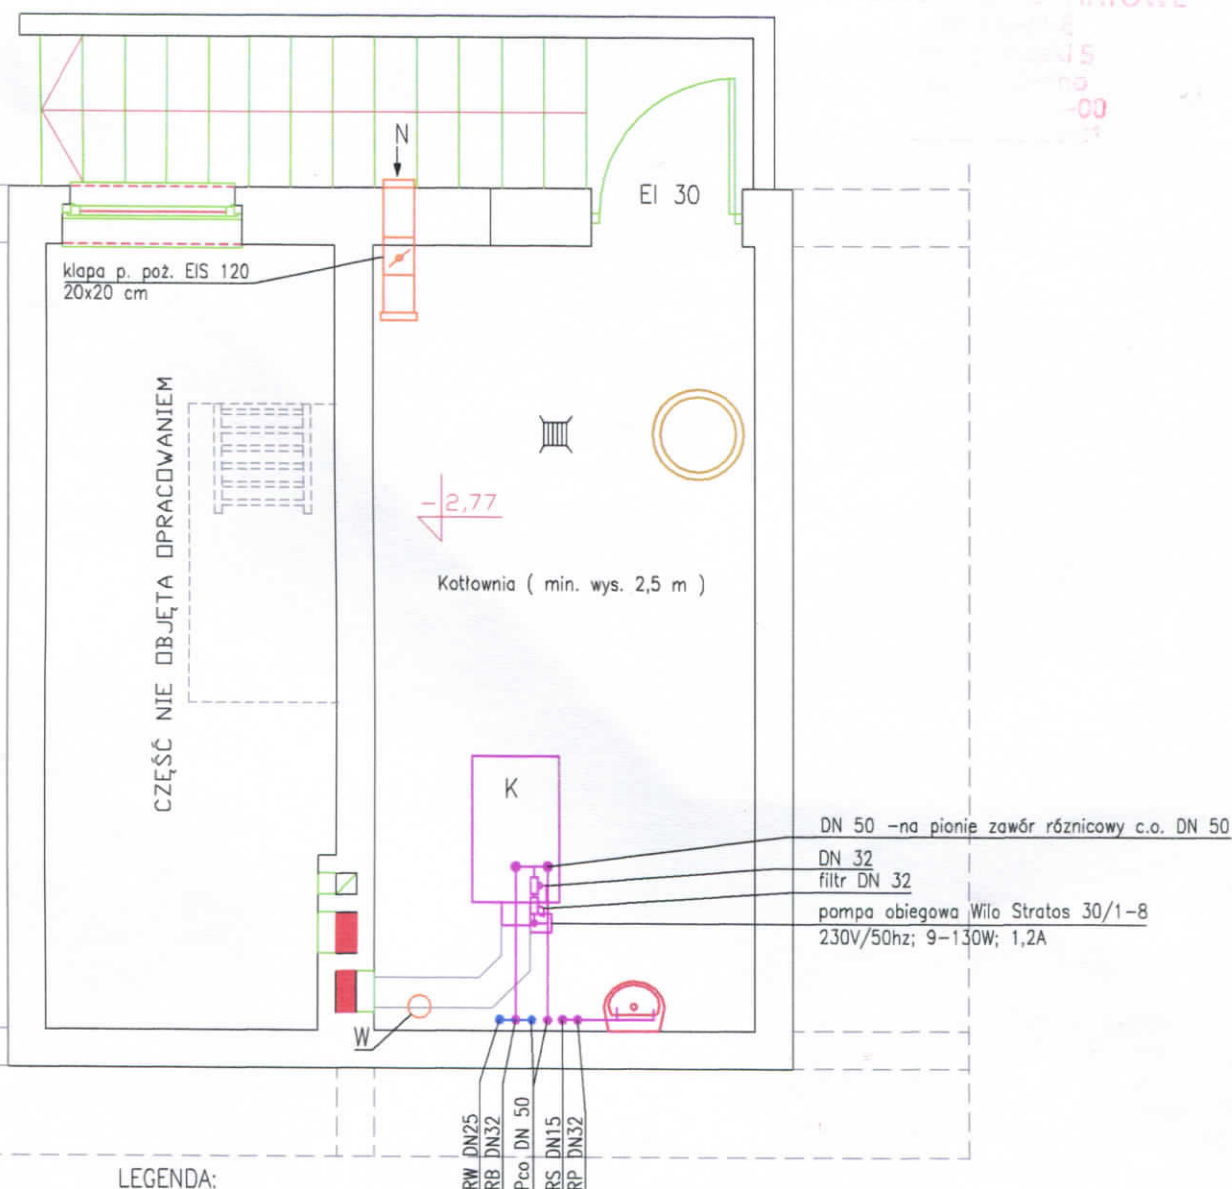 N
EI 30
klapa p. poż. EIS 120
20x20 cm
CZĘŚĆ NIE OBJĘTA OPRACOWANIEM
-2,77
Kotłownia ( min. wys. 2,5 m )
K
DN 50 -na pionie zawór róznicowy c.o. DN 50
DN 32
filtr DN 32
pompa obiegowa Wilo Stratos 30/1-8
230V/50hz; 9-130W; 1,2A
W
RW DN25
RB DN32
Pco DN 50
RS DN15
RP DN32
LEGENDA: